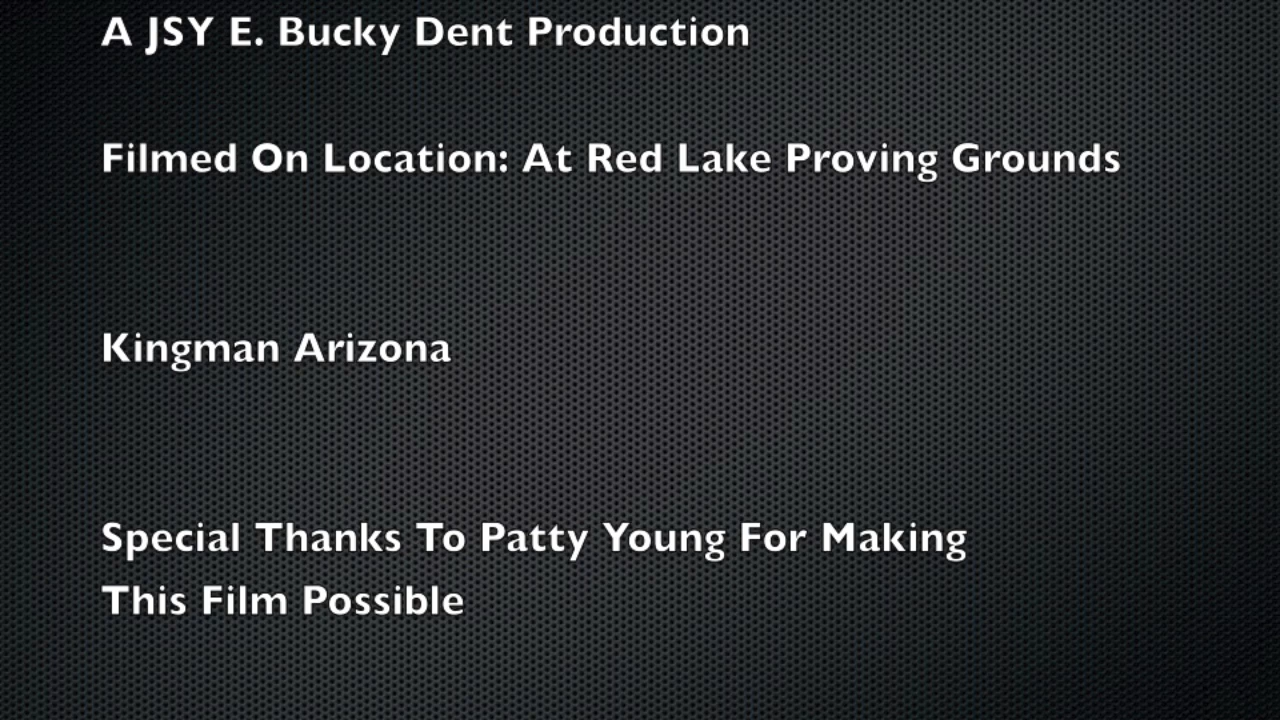 A JSY E. Bucky Dent Production
Filmed On Location: At Red Lake Proving Grounds
Kingman Arizona
Special Thanks To Patty Young For Making
This Film Possible